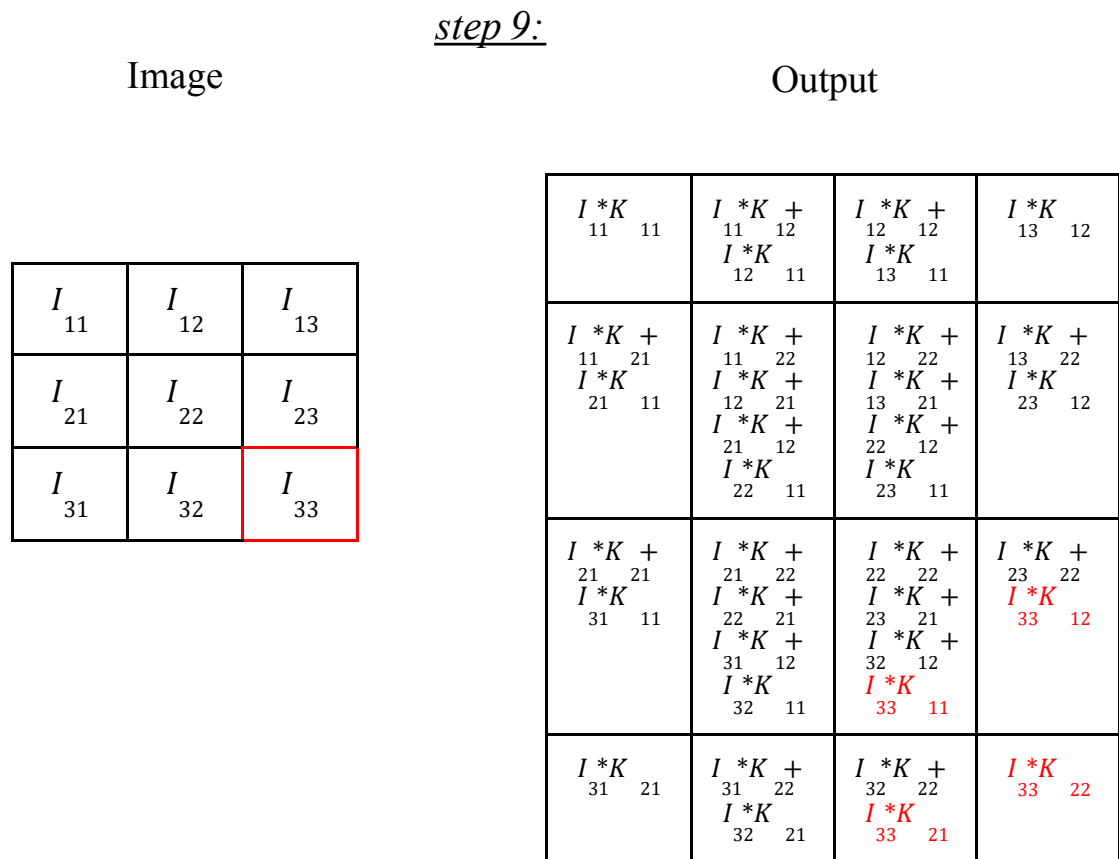 step 9:
Image
Output
I11 I12 I13
I21 I22 I23
I31 I32 I33
I11*K11
I11*K12 +
I12*K11
I12*K12 +
I13*K11
I13*K12
I11*K21 +
I21*K11
I11*K22 +
I12*K21 +
I21*K12 +
I22*K11
I12*K22 +
I13*K21 +
I22*K12 +
I23*K11
I13*K22 +
I23*K12
I21*K21 +
I31*K11
I21*K22 +
I22*K21 +
I31*K12 +
I32*K11
I22*K22 +
I23*K21 +
I32*K12 +
I33*K11
I23*K22 +
I33*K12
I31*K21
I31*K22 +
I32*K21
I32*K22 +
I33*K21
I33*K22